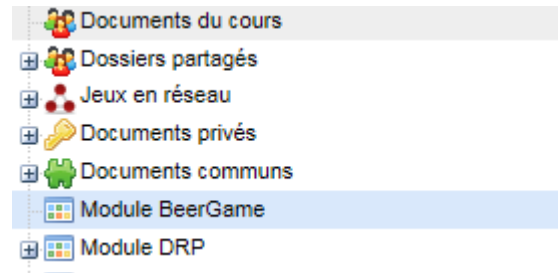 Documents du cours
Dossiers partagés
Jeux en réseau
Documents privés
Documents communs
Module BeerGame
Module DRP